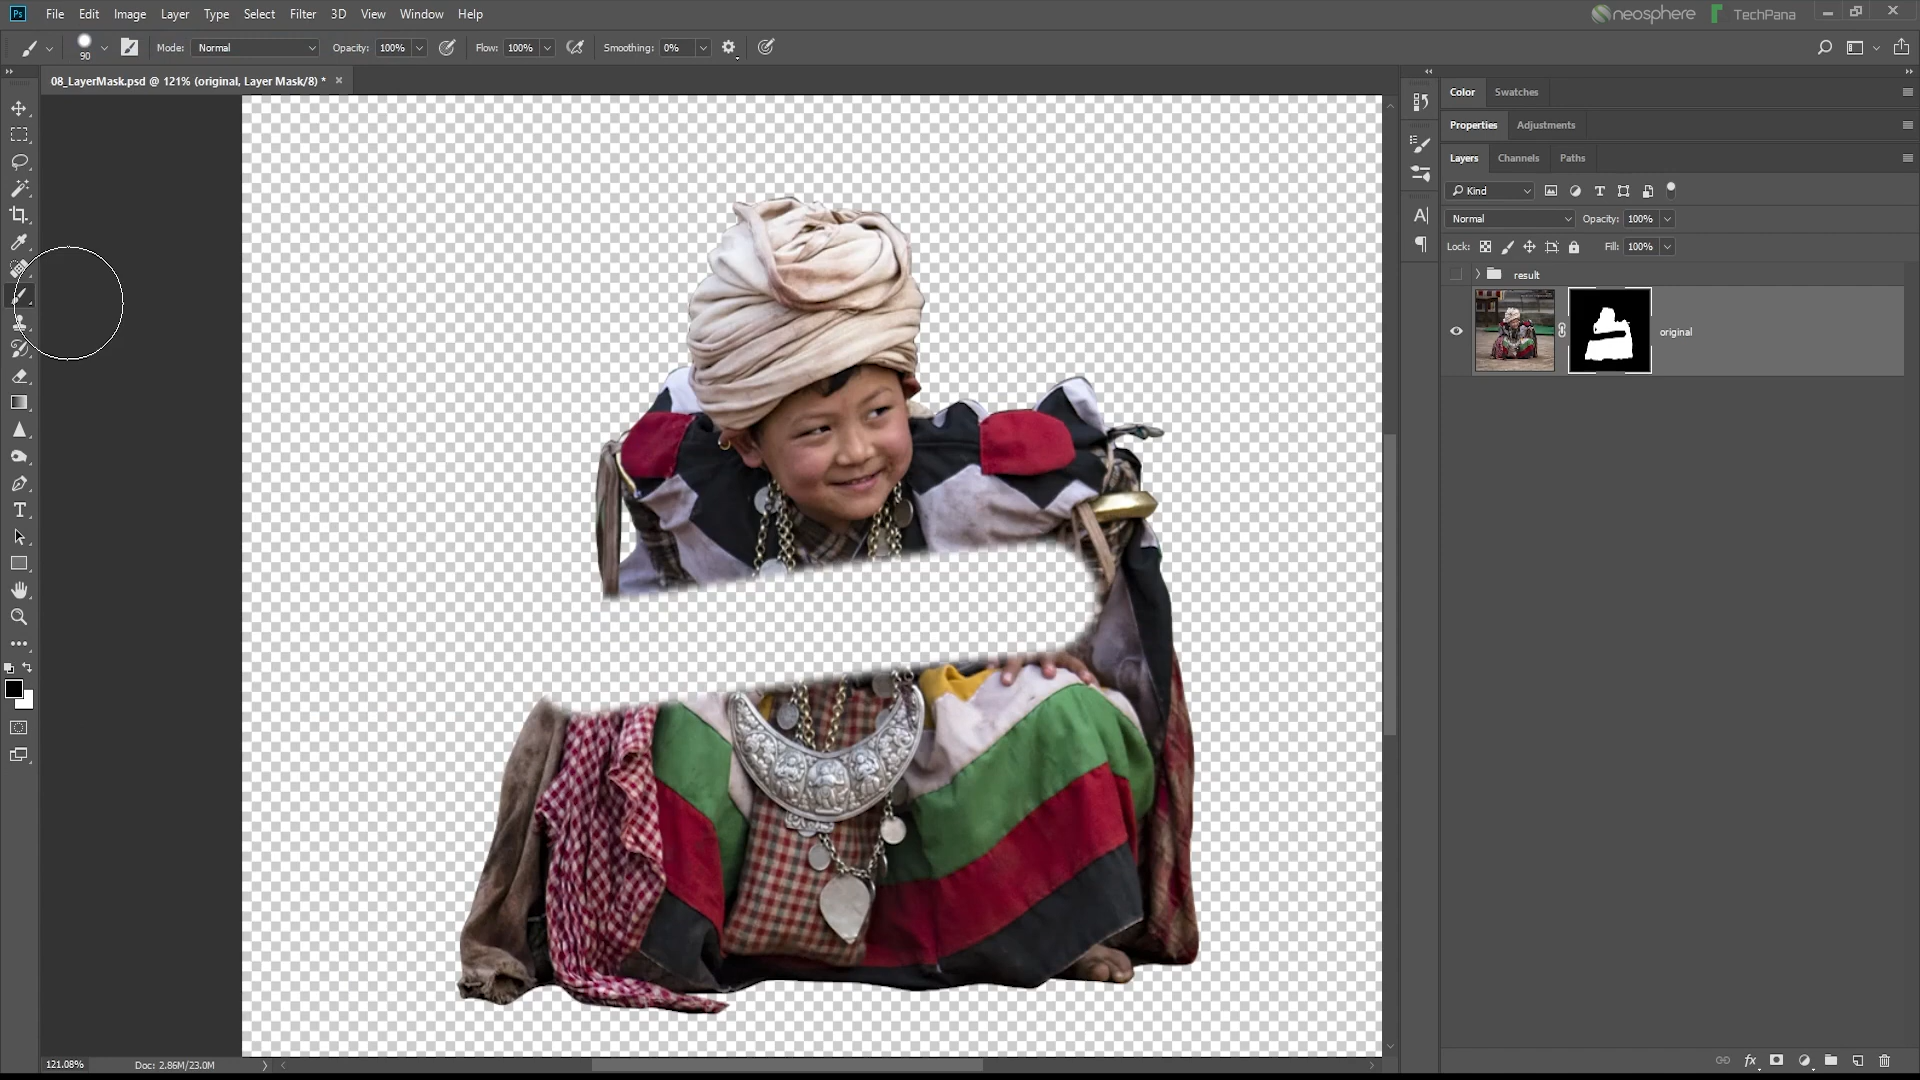 Ps File Edit Image Layer Type Select Filter 3D View Window Help neosphere TechPana
90 Mode: Normal Opacity: 100% Flow: 100% Smoothing: 0%
08_LayerMask.psd @ 121% (original, Layer Mask/8) *
Color Swatches
Properties Adjustments
Layers Channels Paths
Kind
Normal Opacity: 100%
Lock: Fill: 100%
result
original
121.08% Doc: 2.86M/23.0M